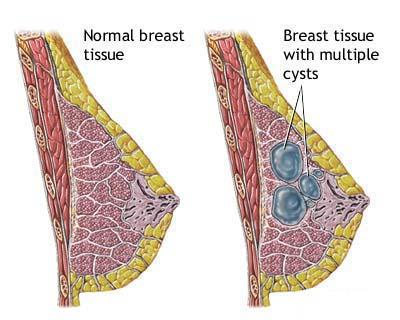 Normal breast
tissue
Breast tissue
with multiple
cysts